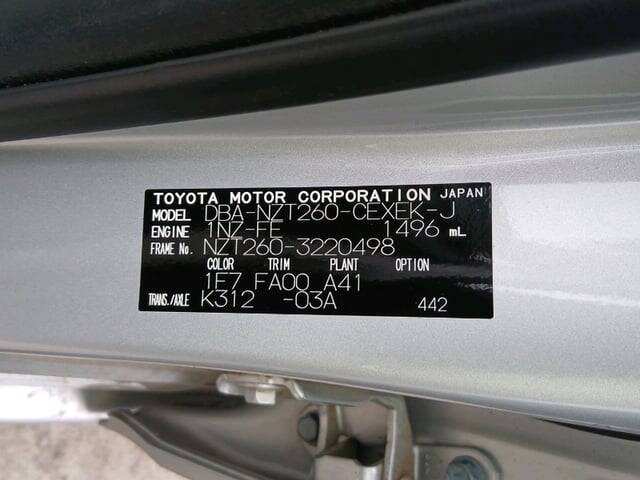 TOYOTA MOTOR CORPORATION JAPAN
MODEL DBA-NZT260-CEXEK-J
ENGINE 1NZ-FE 1496 mL
FRAME No. NZT260-3220498
COLOR TRIM PLANT OPTION
1E7 FA00 A41
TRANS./AXLE K312 -03A 442